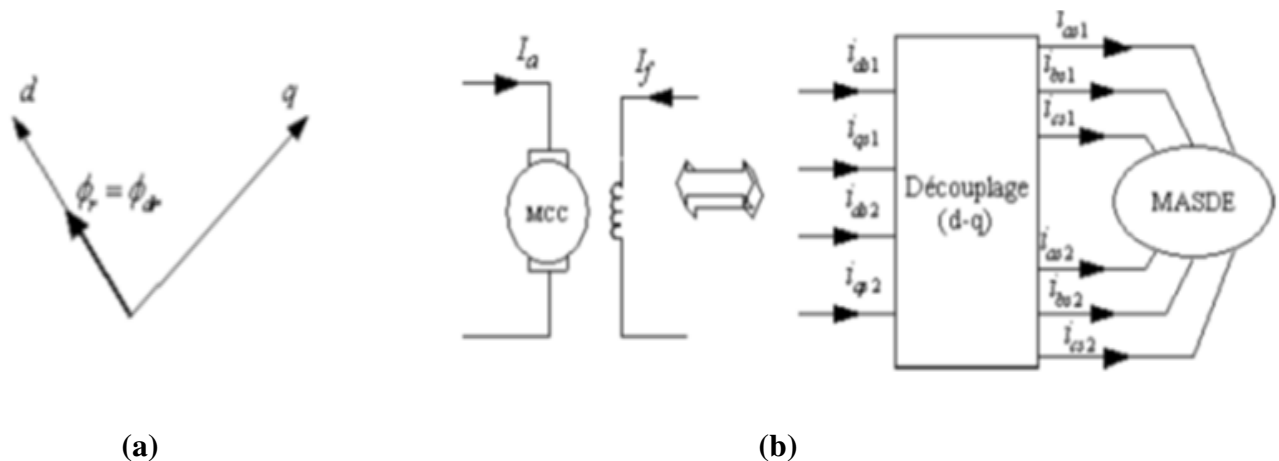 d
q
ϕr = ϕdr
(a)
Ia
If
MCC
ids1
iqs1
ids2
iqs2
Découplage
(d-q)
ias1
ibs1
ics1
ias2
ibs2
ics2
MASDE
(b)